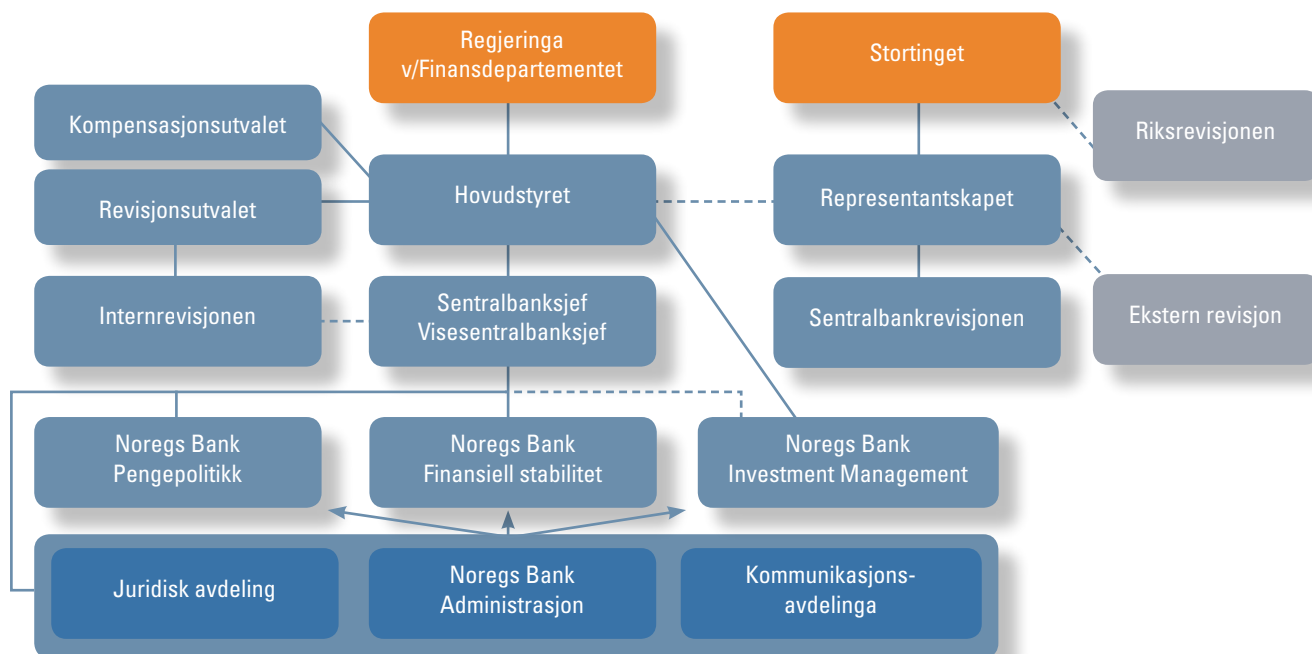 Regjeringa
v/Finansdepartementet
Stortinget
Kompensasjonsutvalet
Riksrevisjonen
Revisjonsutvalet
Hovudstyret
Representantskapet
Internrevisjonen
Sentralbanksjef
Visesentralbanksjef
Sentralbankrevisjonen
Ekstern revisjon
Noregs Bank
Pengepolitikk
Noregs Bank
Finansiell stabilitet
Noregs Bank
Investment Management
Juridisk avdeling
Noregs Bank
Administrasjon
Kommunikasjons-
avdelinga